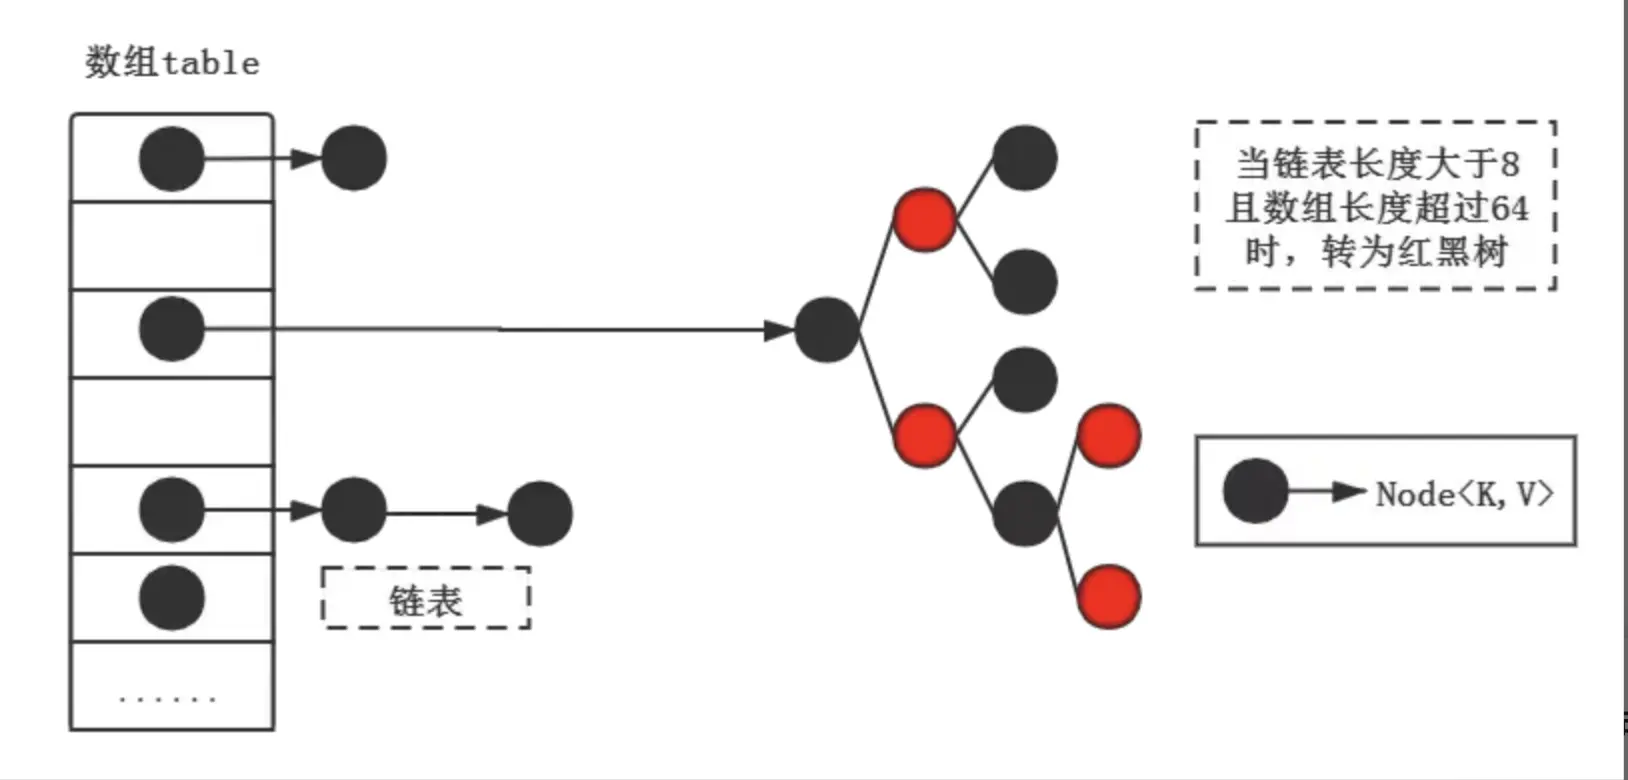 数组table
当链表长度大于8
且数组长度超过64
时，转为红黑树
Node<K,V>
链表
......